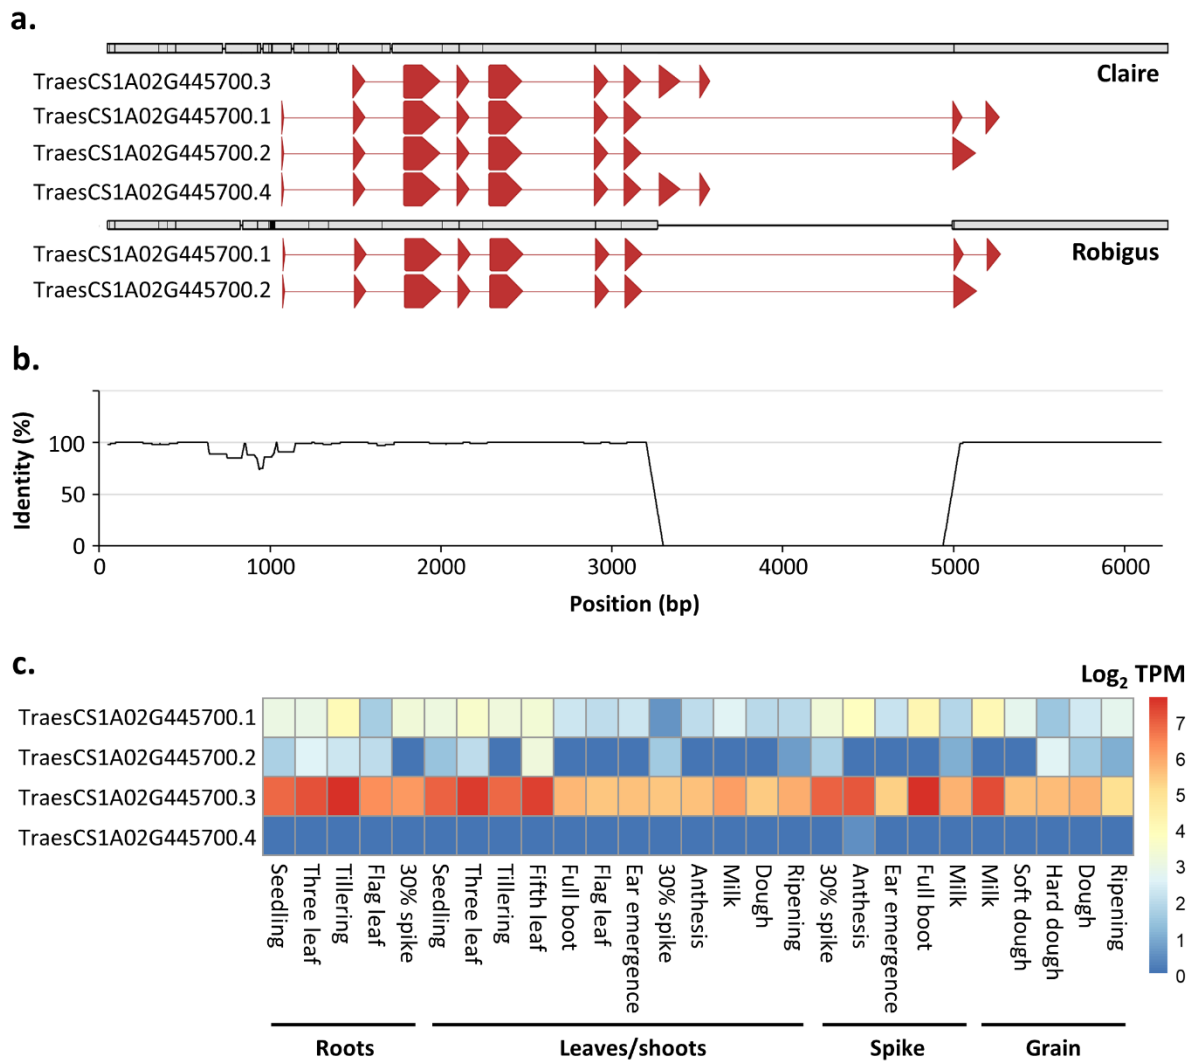 a.
Claire
TraesCS1A02G445700.3
TraesCS1A02G445700.1
TraesCS1A02G445700.2
TraesCS1A02G445700.4
Robigus
TraesCS1A02G445700.1
TraesCS1A02G445700.2
b.
Identity (%)
100
50
0
0 1000 2000 3000 4000 5000 6000
Position (bp)
c.
Log2 TPM
TraesCS1A02G445700.1
TraesCS1A02G445700.2
TraesCS1A02G445700.3
TraesCS1A02G445700.4
7
6
5
4
3
2
1
0
Seedling
Three leaf
Tillering
Flag leaf
30% spike
Seedling
Three leaf
Tillering
Fifth leaf
Full boot
Flag leaf
Ear emergence
30% spike
Anthesis
Milk
Dough
Ripening
30% spike
Anthesis
Ear emergence
Full boot
Milk
Milk
Soft dough
Hard dough
Dough
Ripening
Roots
Leaves/shoots
Spike
Grain